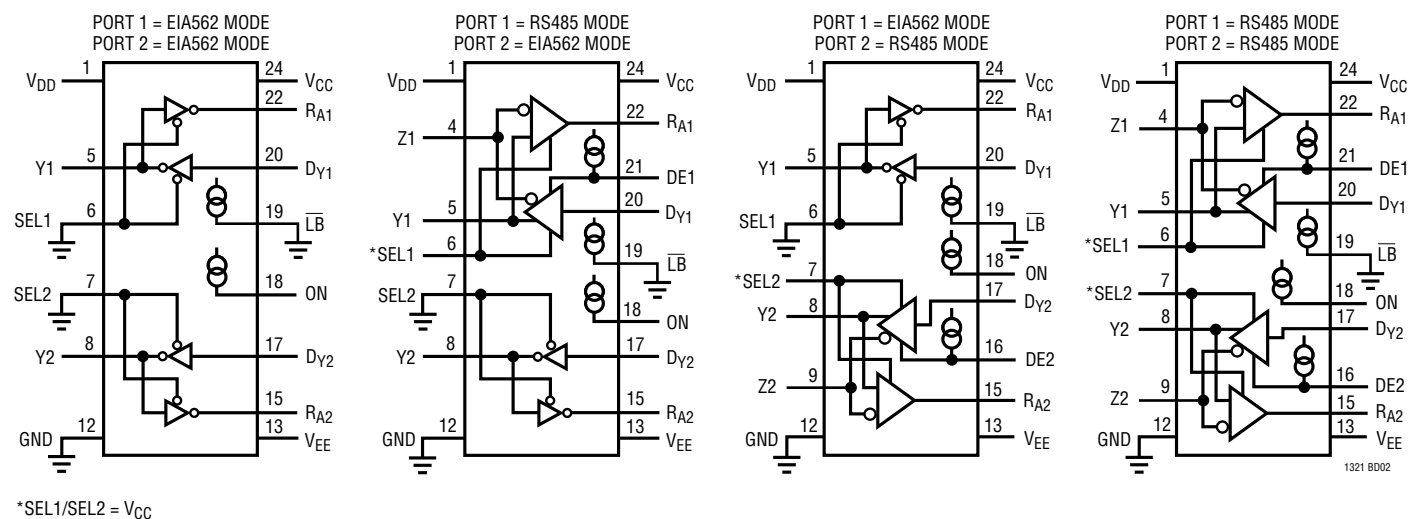 PORT 1 = EIA562 MODE
PORT 2 = EIA562 MODE
VDD 1 24 VCC
22 RA1
Y1 5 20 DY1
SEL1 6 19 LB
7 18 ON
SEL2
Y2 8 17 DY2
15 RA2
GND 12 13 VEE
PORT 1 = RS485 MODE
PORT 2 = EIA562 MODE
VDD 1 24 VCC
Z1 4 22 RA1
21 DE1
Y1 5 20 DY1
*SEL1 6 19 LB
SEL2 7 18 ON
Y2 8 17 DY2
15 RA2
GND 12 13 VEE
PORT 1 = EIA562 MODE
PORT 2 = RS485 MODE
VDD 1 24 VCC
22 RA1
Y1 5 20 DY1
SEL1 6 19 LB
*SEL2 7 18 ON
Y2 8 17 DY2
16 DE2
Z2 9 15 RA2
GND 12 13 VEE
PORT 1 = RS485 MODE
PORT 2 = RS485 MODE
VDD 1 24 VCC
Z1 4 22 RA1
21 DE1
Y1 5 20 DY1
*SEL1 6 19 LB
*SEL2 7 18 ON
Y2 8 17 DY2
Z2 9 16 DE2
15 RA2
GND 12 13 VEE
1321 BD02
*SEL1/SEL2 = VCC